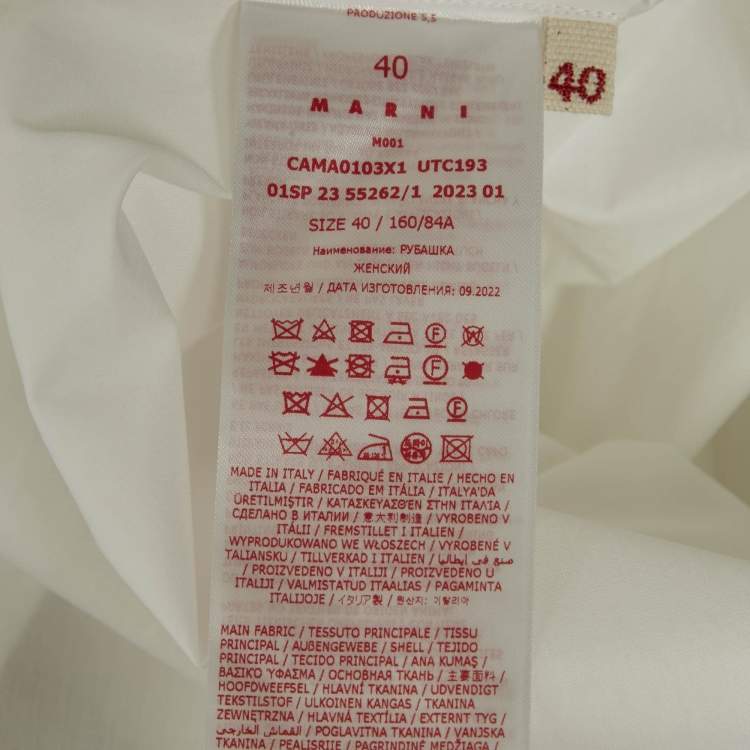 PRODUZIONE S,S
40
40
MARNI
M001
CAMA0103X1 UTC193
01SP 23 55262/1 2023 01
SIZE 40 / 160/84A
Наименование: РУБАШКА
ЖЕНСКИЙ
제조년월 / ДАТА ИЗГОТОВЛЕНИЯ: 09.2022
MADE IN ITALY / FABRIQUÉ EN ITALIE / HECHO EN
ITALIA / FABRICADO EM ITÁLIA / ITALYA'DA
ÜRETILMIŞTIR / ΚΑΤΑΣΚΕΥΑΣΘΕΝ ΣΤΗΝ ΙΤΑΛΙΑ /
СДЕЛАНО В ИТАЛИИ / 意大利制造 / VYROBENO V
ITÁLII / FREMSTILLET I ITALIEN /
WYPRODUKOWANO WE WŁOSZECH / VYROBENÉ V
TALIANSKU / TILLVERKAD I ITALIEN / صنع في إيطاليا
/ PROIZVEDENO V ITALIJI / PROIZVEDENO U
ITALIJI / VALMISTATUD ITAALIAS / PAGAMINTA
ITALIJOJE / イタリア製 / 원산지: 이탈리아
MAIN FABRIC / TESSUTO PRINCIPALE / TISSU
PRINCIPAL / AUßENGEWEBE / SHELL / TEJIDO
PRINCIPAL / TECIDO PRINCIPAL / ANA KUMAŞ /
ΒΑΣΙΚΌ ΎΦΑΣΜΑ / ОСНОВНАЯ ТКАНЬ / 主要面料 /
HOOFDWEEFSEL / HLAVNÍ TKANINA / UDVENDIGT
TEKSTILSTOF / ULKOINEN KANGAS / TKANINA
ZEWNĘTRZNA / HLAVNÁ TEXTÍLIA / EXTERNT TYG /
القماش الخارجي / POGLAVITNA TKANINA / VANJSKA
TKANINA / PEALISRIIE / PAGRINDINĖ MEDŽIAGA /